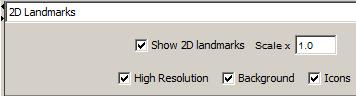 2D Landmarks
Show 2D landmarks Scale x 1.0
High Resolution Background Icons